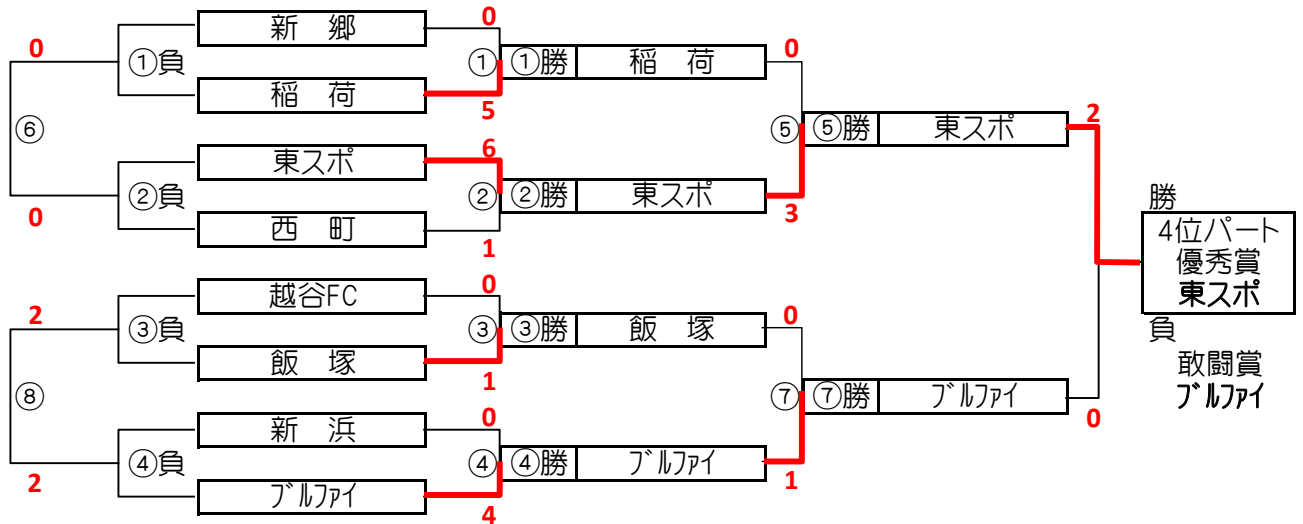 新 郷
0
0
①負
①
①勝
稲 荷
0
稲 荷
5
⑥
⑤
⑤勝
東スポ
2
東スポ
6
②負
②
②勝
東スポ
3
0
西 町
1
勝
4位パート
優秀賞
東スポ
負
敢闘賞
ブルファイ
越谷FC
0
2
③負
③
③勝
飯 塚
0
飯 塚
1
⑧
⑦
⑦勝
ブルファイ
0
新 浜
0
④負
④
④勝
ブルファイ
1
2
ブルファイ
4